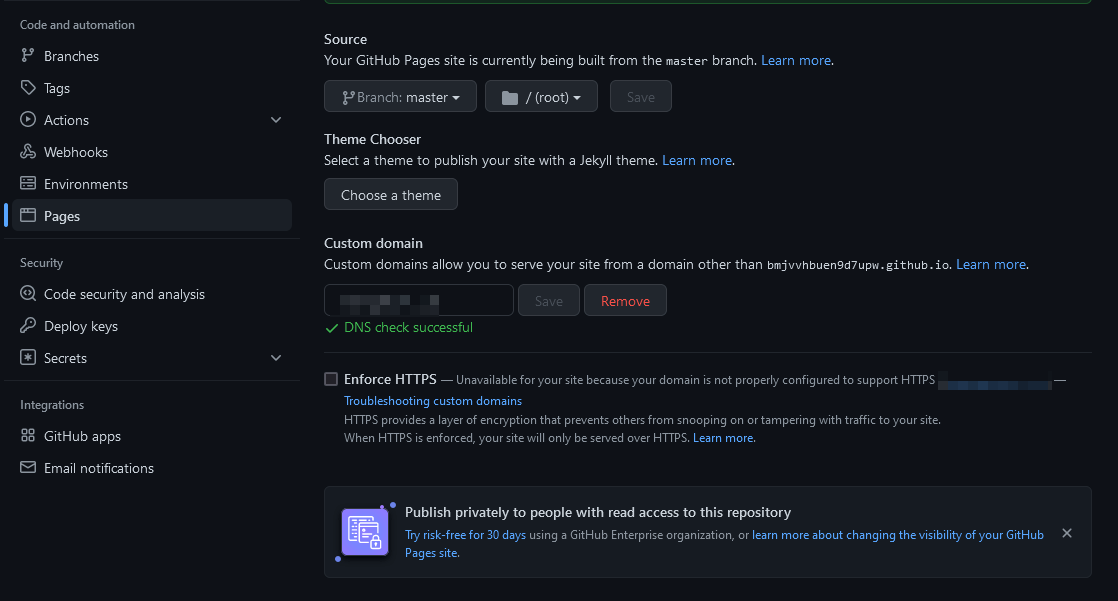 Code and automation
Branches
Tags
Actions
Webhooks
Environments
Pages
Security
Code security and analysis
Deploy keys
Secrets
Integrations
GitHub apps
Email notifications
Source
Your GitHub Pages site is currently being built from the master branch. Learn more.
Branch: master
/ (root)
Save
Theme Chooser
Select a theme to publish your site with a Jekyll theme. Learn more.
Choose a theme
Custom domain
Custom domains allow you to serve your site from a domain other than bmjvvhbuen9d7upw.github.io. Learn more.
Save
Remove
DNS check successful
Enforce HTTPS — Unavailable for your site because your domain is not properly configured to support HTTPS —
Troubleshooting custom domains
HTTPS provides a layer of encryption that prevents others from snooping on or tampering with traffic to your site.
When HTTPS is enforced, your site will only be served over HTTPS. Learn more.
Publish privately to people with read access to this repository
Try risk-free for 30 days using a GitHub Enterprise organization, or learn more about changing the visibility of your GitHub
Pages site.